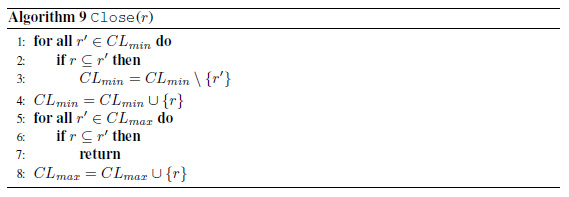 Algorithm 9 Close(r)
1: for all r′ ∈ CL_min do
2: if r ⊆ r′ then
3: CL_min = CL_min \ {r′}
4: CL_min = CL_min ∪ {r}
5: for all r′ ∈ CL_max do
6: if r ⊆ r′ then
7: return
8: CL_max = CL_max ∪ {r}